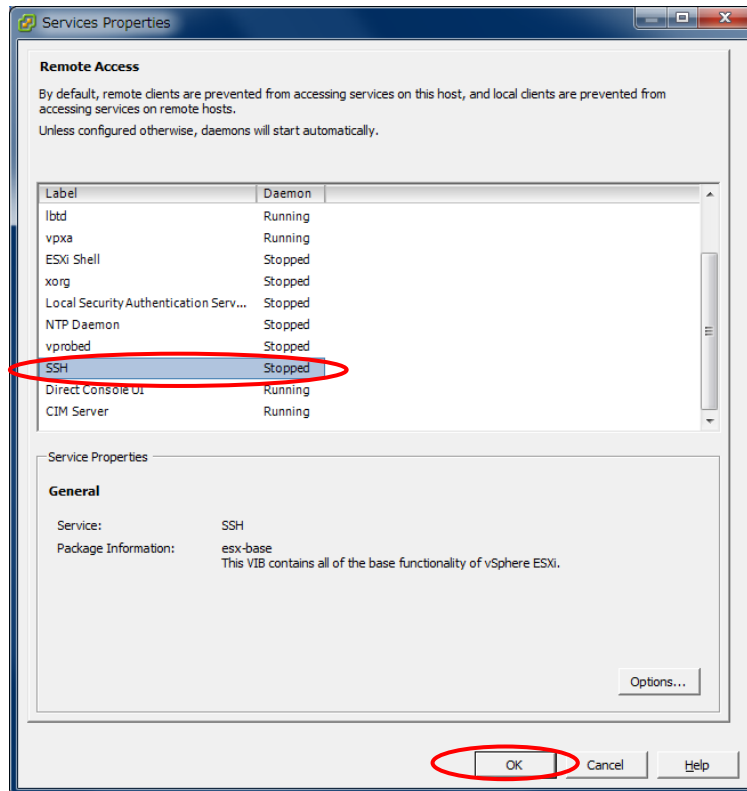 Services Properties
Remote Access
By default, remote clients are prevented from accessing services on this host, and local clients are prevented from
accessing services on remote hosts.
Unless configured otherwise, daemons will start automatically.
Label Daemon
lbtd Running
vpxa Running
ESXi Shell Stopped
xorg Stopped
Local Security Authentication Serv... Stopped
NTP Daemon Stopped
vprobed Stopped
SSH Stopped
Direct Console UI Running
CIM Server Running
Service Properties
General
Service: SSH
Package Information: esx-base
This VIB contains all of the base functionality of vSphere ESXi.
Options...
OK Cancel Help